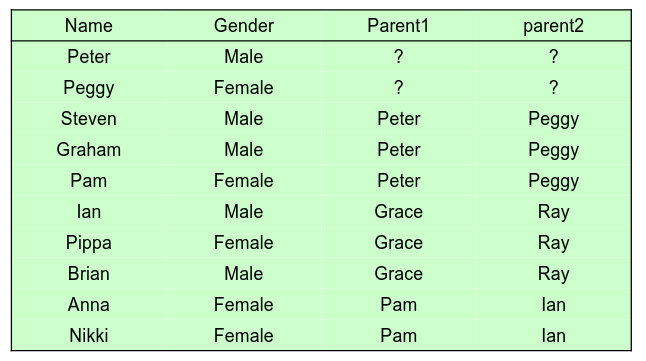 Name Gender Parent1 parent2
Peter Male ? ?
Peggy Female ? ?
Steven Male Peter Peggy
Graham Male Peter Peggy
Pam Female Peter Peggy
Ian Male Grace Ray
Pippa Female Grace Ray
Brian Male Grace Ray
Anna Female Pam Ian
Nikki Female Pam Ian